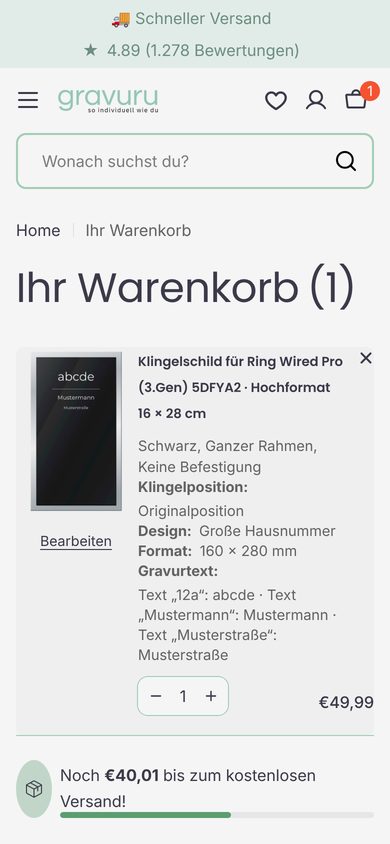 🚚 Schneller Versand
★ 4.89 (1.278 Bewertungen)
gravuru
so individuell wie du
1
Wonach suchst du?
Home | Ihr Warenkorb
Ihr Warenkorb (1)
abcde
Mustermann
Musterstraße
Klingelschild für Ring Wired Pro
(3.Gen) 5DFYA2 · Hochformat
16 × 28 cm
Schwarz, Ganzer Rahmen,
Keine Befestigung
Klingelposition:
Originalposition
Design: Große Hausnummer
Format: 160 × 280 mm
Gravurtext:
Text „12a“: abcde · Text
„Mustermann“: Mustermann ·
Text „Musterstraße“:
Musterstraße
Bearbeiten
− 1 +
€49,99
Noch €40,01 bis zum kostenlosen
Versand!